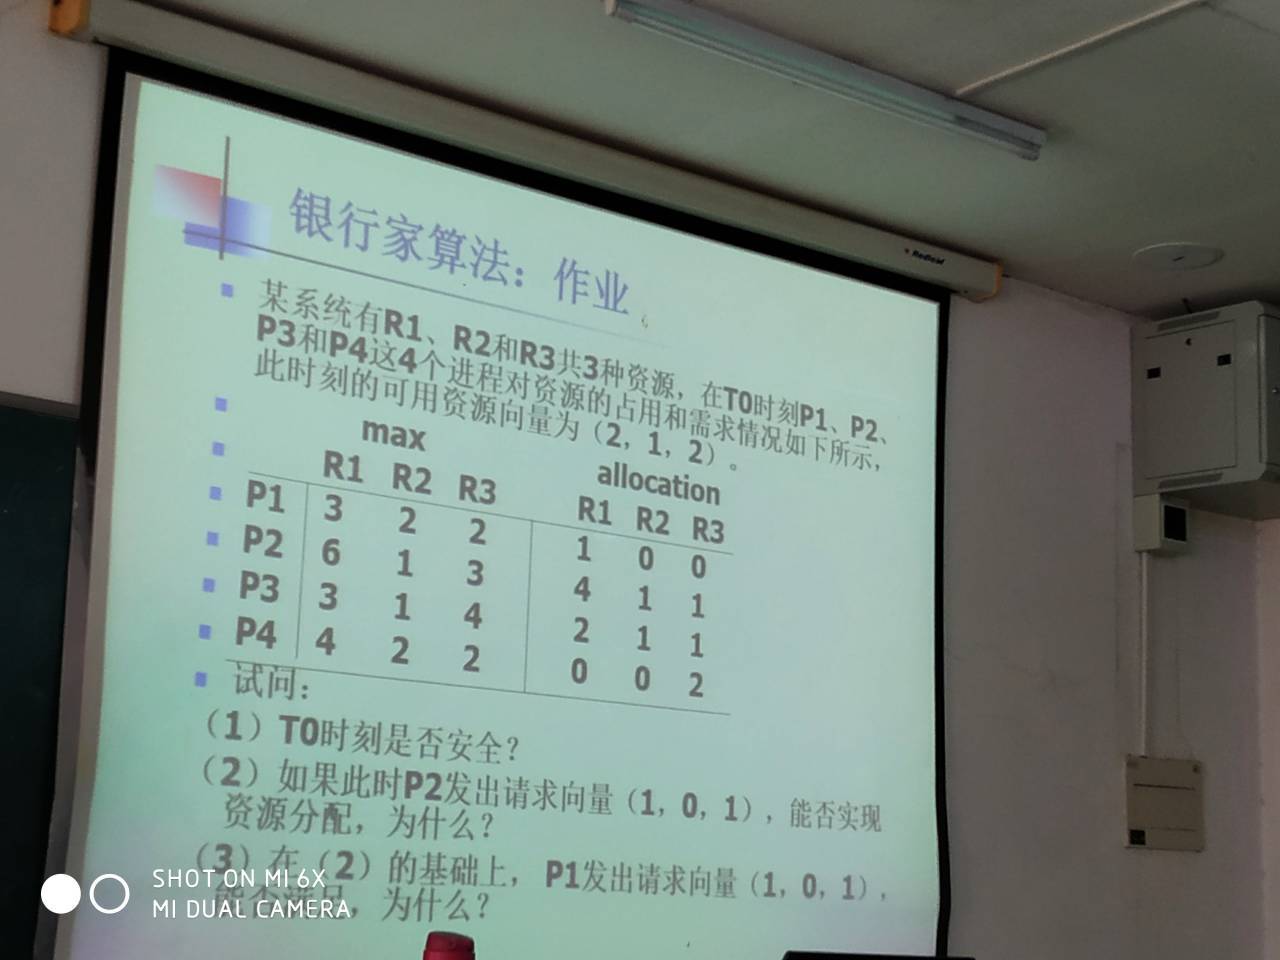 银行家算法：作业
某系统有R1、R2和R3共3种资源，在T0时刻P1、P2、
P3和P4这4个进程对资源的占用和需求情况如下所示，
此时刻的可用资源向量为（2，1，2）。
max allocation
R1 R2 R3 R1 R2 R3
P1 3 2 2 1 0 0
P2 6 1 3 4 1 1
P3 3 1 4 2 1 1
P4 4 2 2 0 0 2
试问：
（1）T0时刻是否安全？
（2）如果此时P2发出请求向量（1，0，1），能否实现
资源分配，为什么？
（3）在（2）的基础上，P1发出请求向量（1，0，1），
为什么？
SHOT ON MI 6X
MI DUAL CAMERA